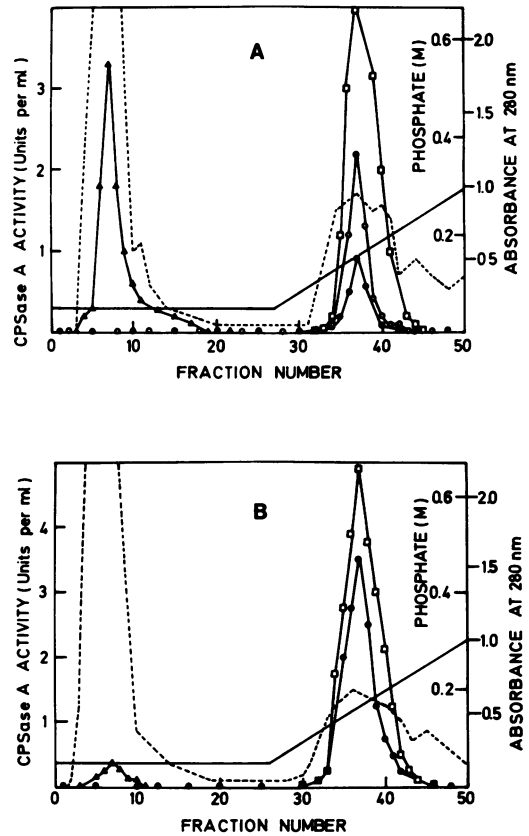 A
CPSase A ACTIVITY (Units per ml)
3
2
1
PHOSPHATE (M)
0.6
0.4
0.2
ABSORBANCE AT 280 nm
2.0
1.5
1.0
0.5
0 10 20 30 40 50
FRACTION NUMBER
B
CPSase A ACTIVITY (Units per ml)
4
3
2
1
PHOSPHATE (M)
0.6
0.4
0.2
ABSORBANCE AT 280 nm
2.0
1.5
1.0
0.5
0 10 20 30 40 50
FRACTION NUMBER